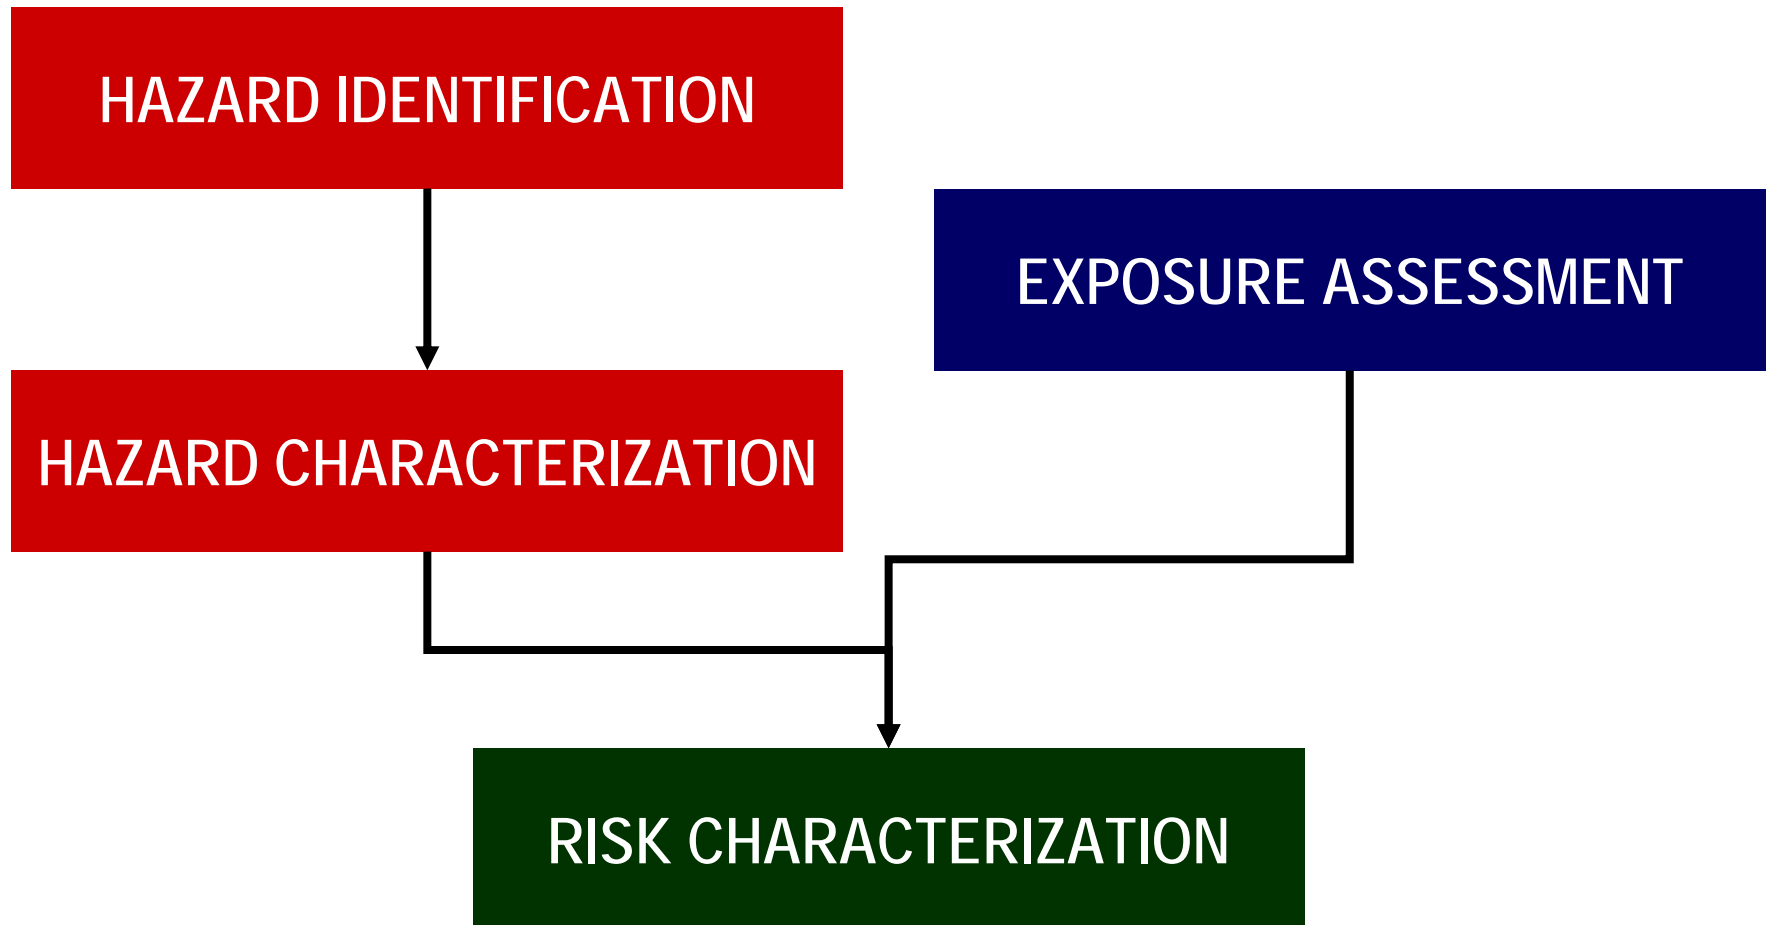 HAZARD IDENTIFICATION
EXPOSURE ASSESSMENT
HAZARD CHARACTERIZATION
RISK CHARACTERIZATION